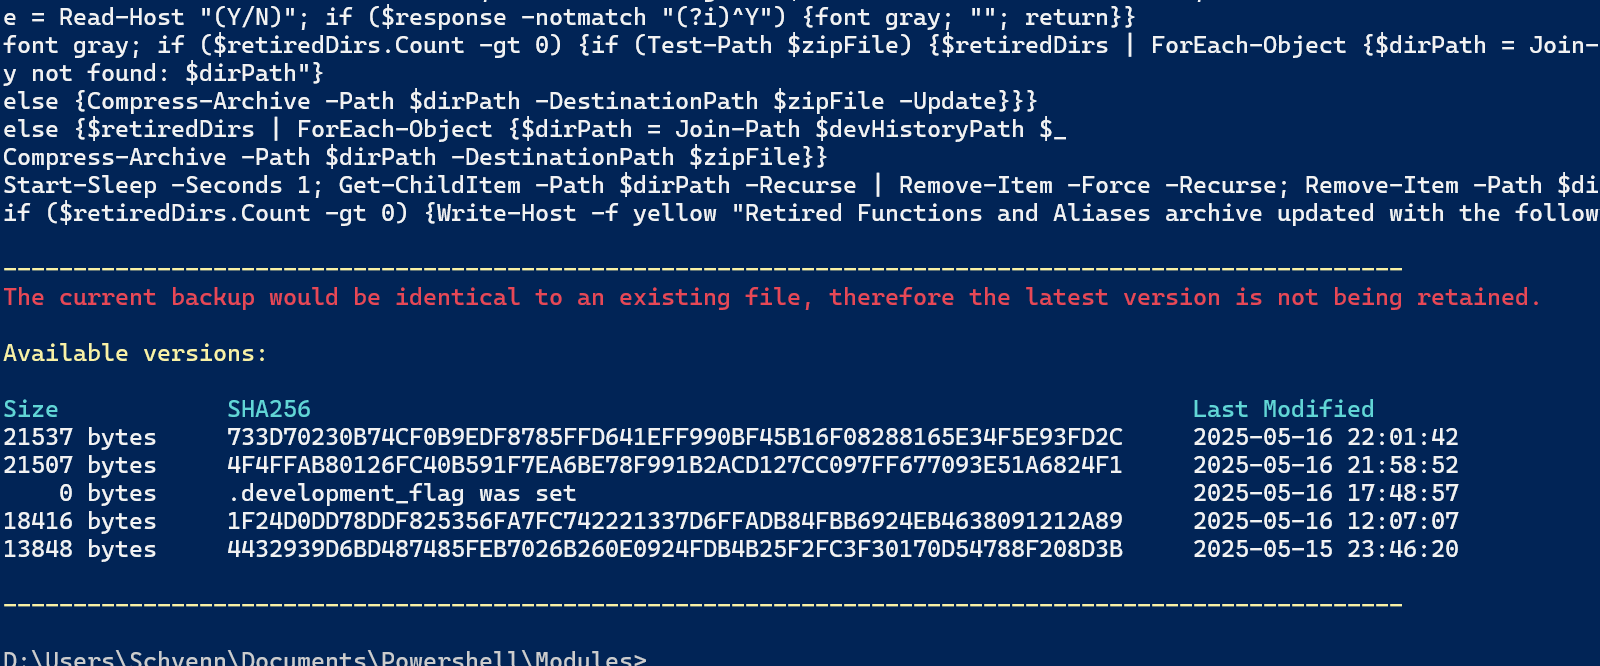 e = Read-Host "(Y/N)"; if ($response -notmatch "(?i)^Y") {font gray; ""; return}}
font gray; if ($retiredDirs.Count -gt 0) {if (Test-Path $zipFile) {$retiredDirs | ForEach-Object {$dirPath = Join-
y not found: $dirPath"}
else {Compress-Archive -Path $dirPath -DestinationPath $zipFile -Update}}}
else {$retiredDirs | ForEach-Object {$dirPath = Join-Path $devHistoryPath $_
Compress-Archive -Path $dirPath -DestinationPath $zipFile}}
Start-Sleep -Seconds 1; Get-ChildItem -Path $dirPath -Recurse | Remove-Item -Force -Recurse; Remove-Item -Path $di
if ($retiredDirs.Count -gt 0) {Write-Host -f yellow "Retired Functions and Aliases archive updated with the follow
----------------------------------------------------------------------------------------------------
The current backup would be identical to an existing file, therefore the latest version is not being retained.
Available versions:
Size SHA256 Last Modified
21537 bytes 733D70230B74CF0B9EDF8785FFD641EFF990BF45B16F08288165E34F5E93FD2C 2025-05-16 22:01:42
21507 bytes 4F4FFAB80126FC40B591F7EA6BE78F991B2ACD127CC097FF677093E51A6824F1 2025-05-16 21:58:52
0 bytes .development_flag was set 2025-05-16 17:48:57
18416 bytes 1F24D0DD78DDF825356FA7FC742221337D6FFADB84FBB6924EB4638091212A89 2025-05-16 12:07:07
13848 bytes 4432939D6BD487485FEB7026B260E0924FDB4B25F2FC3F30170D54788F208D3B 2025-05-15 23:46:20
----------------------------------------------------------------------------------------------------
D:\Users\Schvenn\Documents\Powershell\Modules>